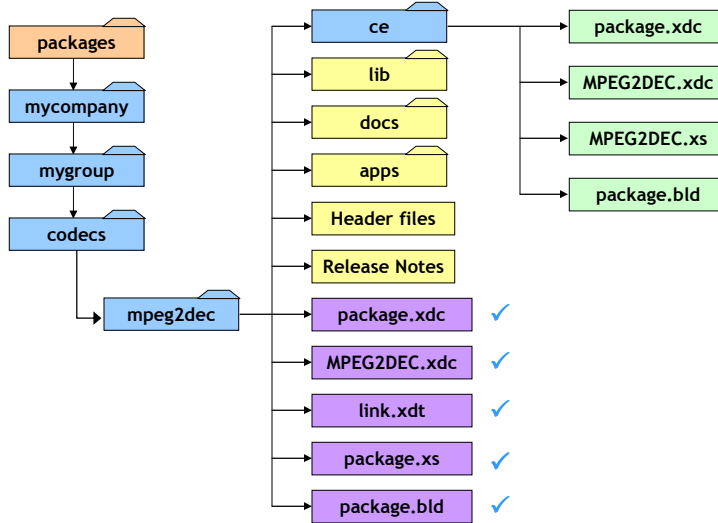 packages
mycompany
mygroup
codecs
mpeg2dec
ce
lib
docs
apps
Header files
Release Notes
package.xdc
MPEG2DEC.xdc
link.xdt
package.xs
package.bld
package.xdc
MPEG2DEC.xdc
MPEG2DEC.xs
package.bld